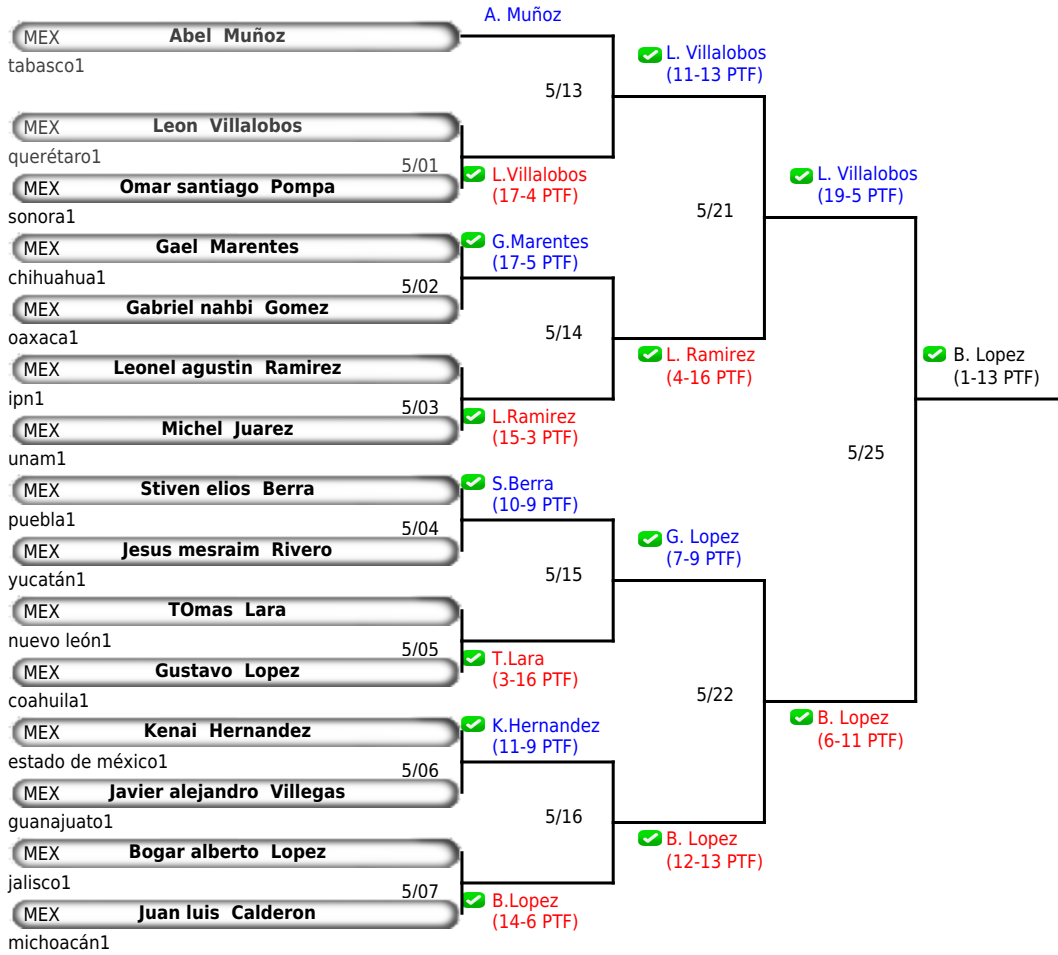 A. Muñoz
MEX Abel Muñoz
tabasco1
5/13
L. Villalobos
(11-13 PTF)
MEX Leon Villalobos
querétaro1
5/01
MEX Omar santiago Pompa
sonora1
L.Villalobos
(17-4 PTF)
5/21
L. Villalobos
(19-5 PTF)
MEX Gael Marentes
chihuahua1
G.Marentes
(17-5 PTF)
5/02
MEX Gabriel nahbi Gomez
oaxaca1
5/14
L. Ramirez
(4-16 PTF)
MEX Leonel agustin Ramirez
ipn1
5/03
MEX Michel Juarez
unam1
L.Ramirez
(15-3 PTF)
B. Lopez
(1-13 PTF)
5/25
MEX Stiven elios Berra
puebla1
S.Berra
(10-9 PTF)
5/04
MEX Jesus mesraim Rivero
yucatán1
5/15
G. Lopez
(7-9 PTF)
MEX TOmas Lara
nuevo león1
5/05
MEX Gustavo Lopez
coahuila1
T.Lara
(3-16 PTF)
5/22
B. Lopez
(6-11 PTF)
MEX Kenai Hernandez
estado de méxico1
K.Hernandez
(11-9 PTF)
5/06
MEX Javier alejandro Villegas
guanajuato1
5/16
B. Lopez
(12-13 PTF)
MEX Bogar alberto Lopez
jalisco1
5/07
MEX Juan luis Calderon
michoacán1
B.Lopez
(14-6 PTF)